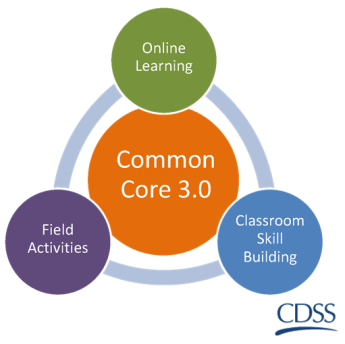 Online
Learning
Common
Core 3.0
Field
Activities
Classroom
Skill
Building
CDSS